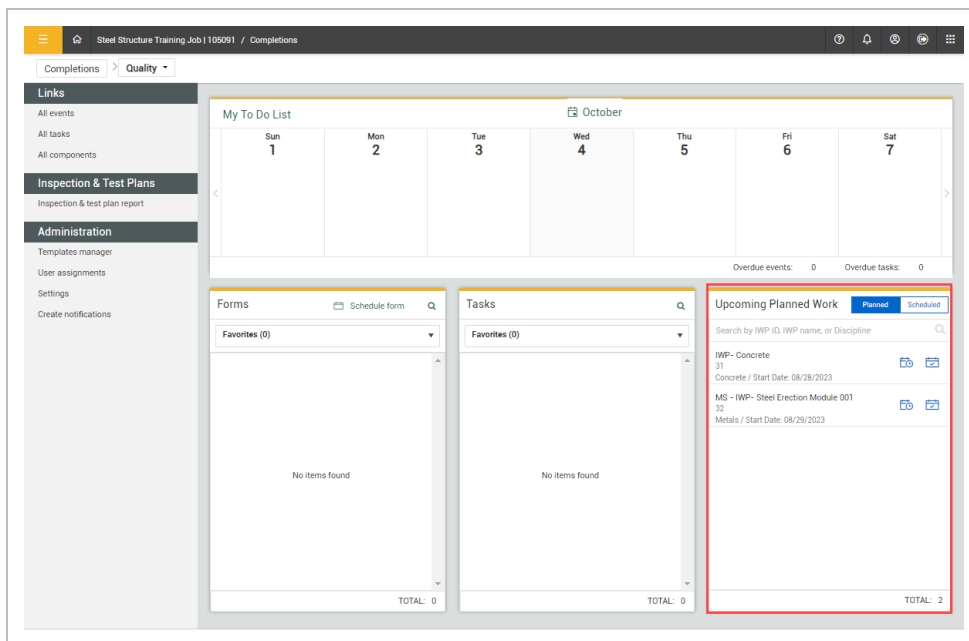 Steel Structure Training Job | 105091 / Completions
Completions > Quality
Links
All events
All tasks
All components
Inspection & Test Plans
Inspection & test plan report
Administration
Templates manager
User assignments
Settings
Create notifications
My To Do List
October
Sun Mon Tue Wed Thu Fri Sat
1 2 3 4 5 6 7
Overdue events: 0 Overdue tasks: 0
Forms Schedule form
Favorites (0)
No items found
TOTAL: 0
Tasks
Favorites (0)
No items found
TOTAL: 0
Upcoming Planned Work Planned Scheduled
Search by IWP ID, IWP name, or Discipline
IWP- Concrete
31
Concrete / Start Date: 08/28/2023
MS - IWP- Steel Erection Module 001
32
Metals / Start Date: 08/29/2023
TOTAL: 2